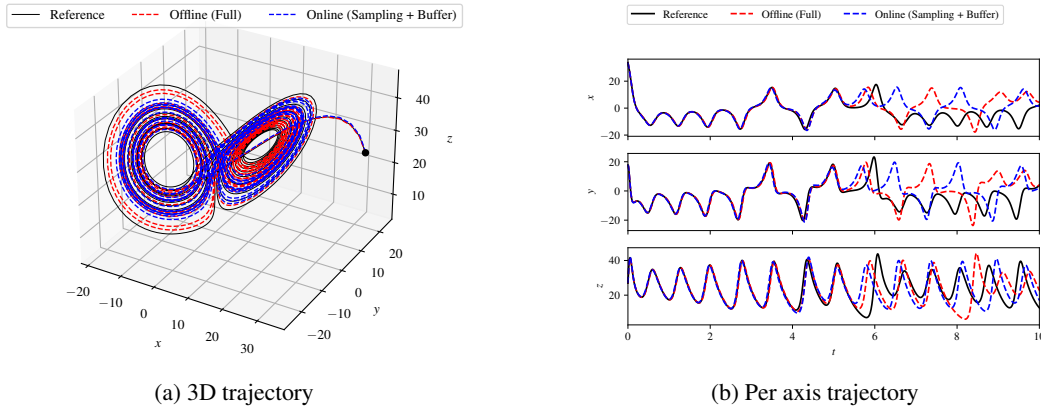 Reference Offline (Full) Online (Sampling + Buffer)
40
30
20
10
z
−20
−10
0
10
20
30
x
−20
−10
0
10
20
y
(a) 3D trajectory
Reference Offline (Full) Online (Sampling + Buffer)
20
0
−20
x
20
0
−20
y
40
20
z
0 2 4 6 8 10
t
(b) Per axis trajectory